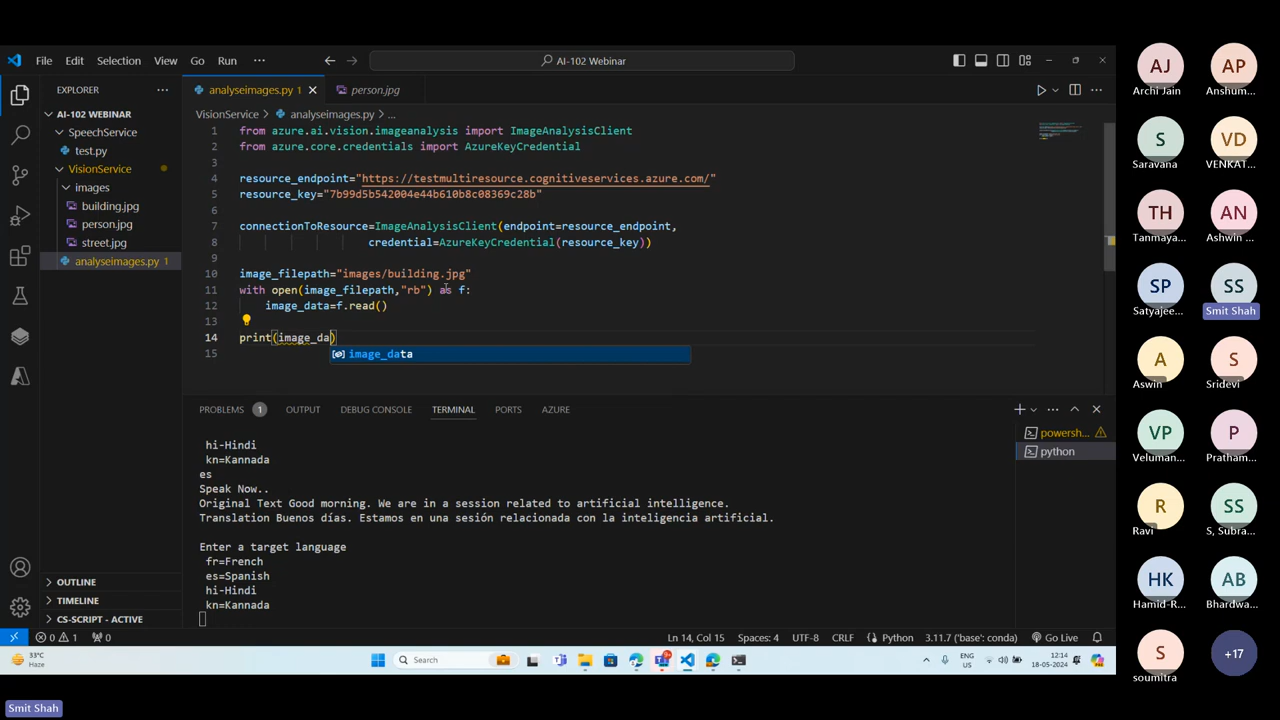 File Edit Selection View Go Run ··· AI-102 Webinar
EXPLORER
AI-102 WEBINAR
SpeechService
test.py
VisionService
images
building.jpg
person.jpg
street.jpg
analyseimages.py 1
OUTLINE
TIMELINE
CS-SCRIPT - ACTIVE
analyseimages.py 1 person.jpg
VisionService > analyseimages.py > ...
1 from azure.ai.vision.imageanalysis import ImageAnalysisClient
2 from azure.core.credentials import AzureKeyCredential
3
4 resource_endpoint="https://testmultiresource.cognitiveservices.azure.com/"
5 resource_key="7b99d5b542004e44b610b8c08369c28b"
6
7 connectionToResource=ImageAnalysisClient(endpoint=resource_endpoint,
8 credential=AzureKeyCredential(resource_key))
9
10 image_filepath="images/building.jpg"
11 with open(image_filepath,"rb") as f:
12 image_data=f.read()
13
14 print(image_da)
image_data
15
PROBLEMS 1 OUTPUT DEBUG CONSOLE TERMINAL PORTS AZURE
powersh...
python
hi-Hindi
kn=Kannada
es
Speak Now..
Original Text Good morning. We are in a session related to artificial intelligence.
Translation Buenos días. Estamos en una sesión relacionada con la inteligencia artificial.
Enter a target language
fr=French
es=Spanish
hi-Hindi
kn=Kannada
0 1 0 Ln 14, Col 15 Spaces: 4 UTF-8 CRLF Python 3.11.7 ('base': conda) Go Live
33°C
Haze
Search
ENG
US
12:14
18-05-2024
Smit Shah
AJ AP
Archi Jain Anshum...
S VD
Saravana VENKAT...
TH AN
Tanmaya... Ashwin ...
SP SS
Satyajee... Smit Shah
A S
Aswin Sridevi
VP P
Veluman... Pratham...
R SS
Ravi S, Subra...
HK AB
Hamid-R... Bhardwa...
S +17
soumitra